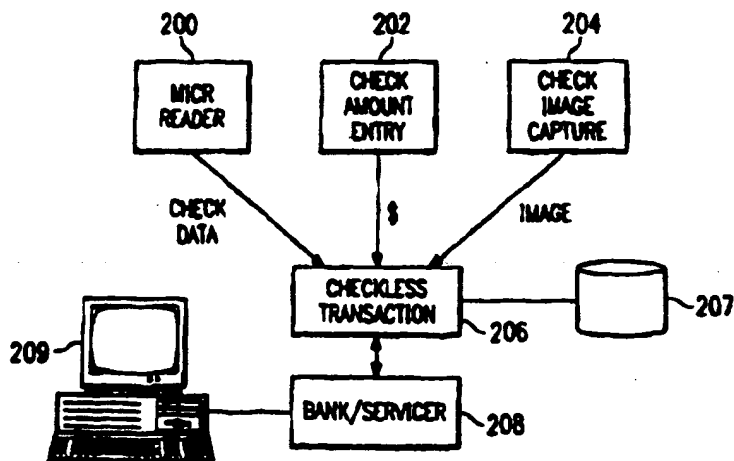 200
202
204
MICR
READER
CHECK
AMOUNT
ENTRY
CHECK
IMAGE
CAPTURE
CHECK
DATA
$
IMAGE
CHECKLESS
TRANSACTION
206
207
209
BANK/SERVICER
208